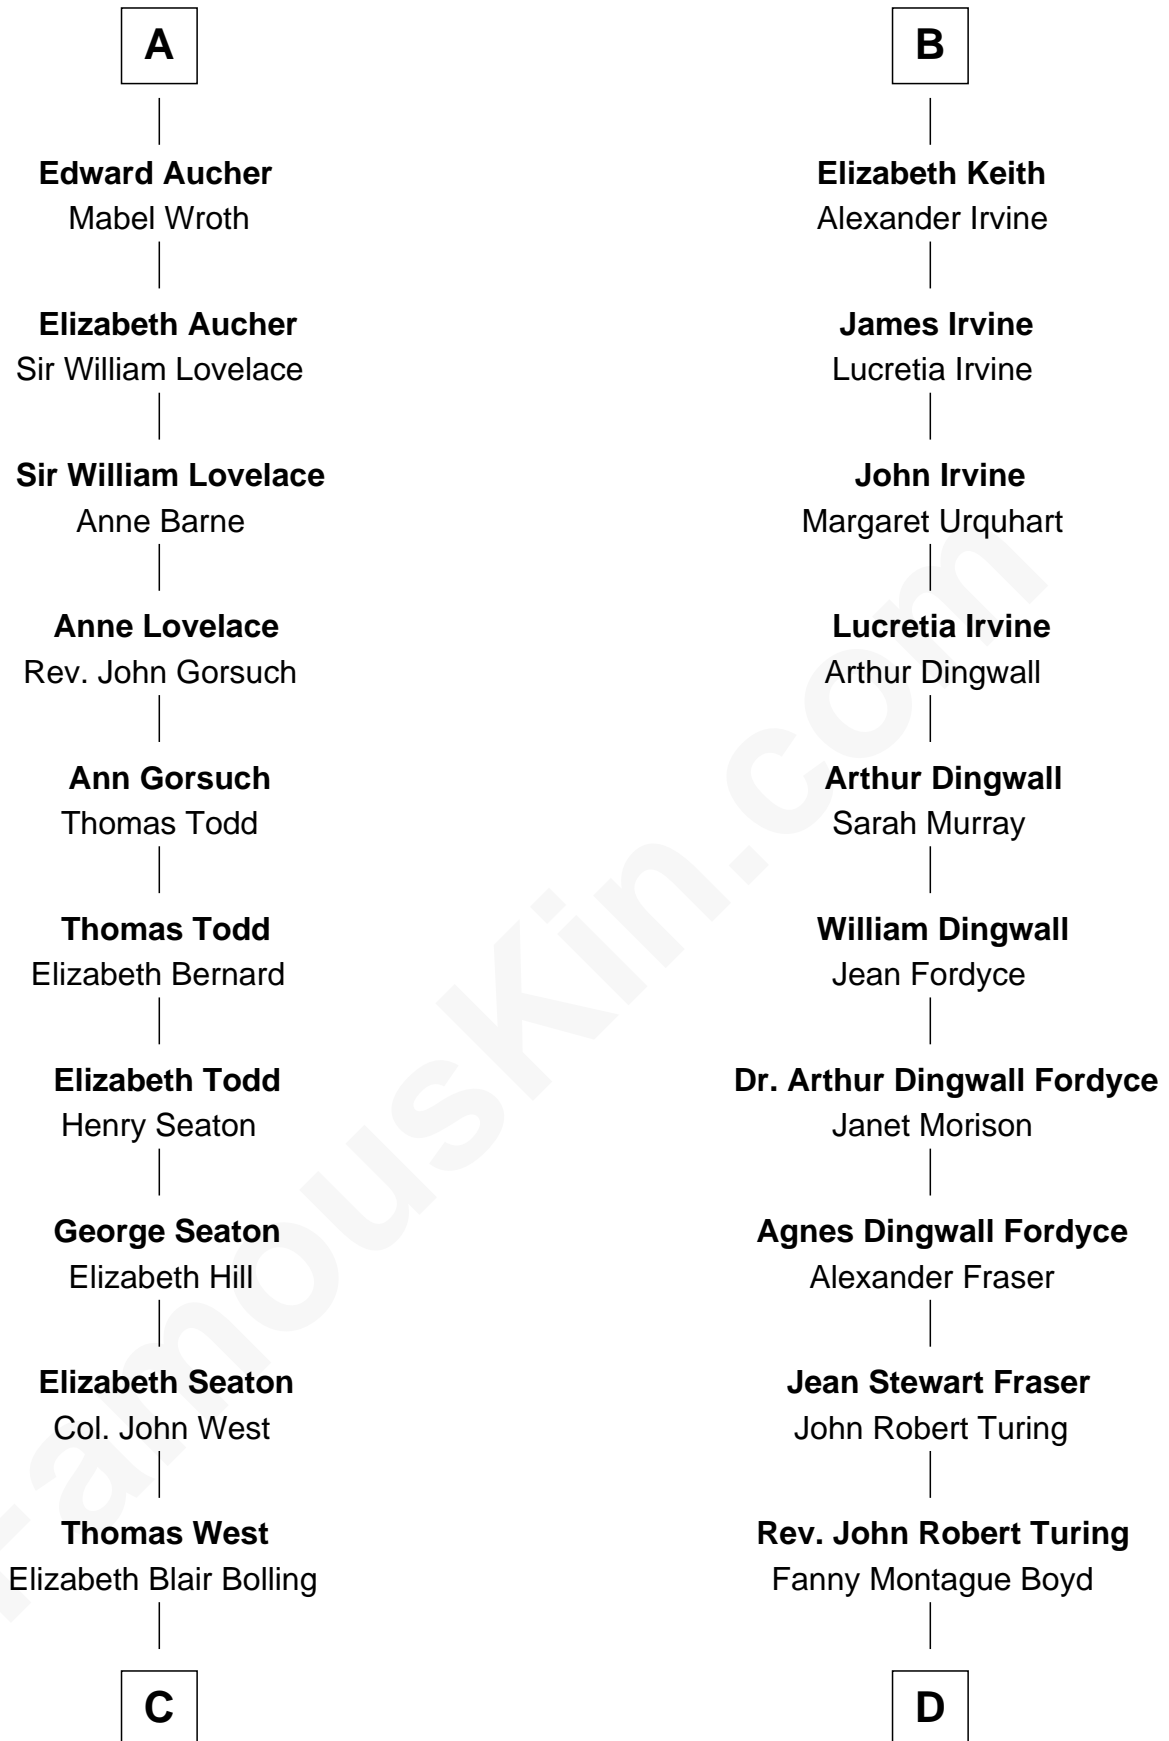 A
Edward Aucher
Mabel Wroth
Elizabeth Aucher
Sir William Lovelace
Sir William Lovelace
Anne Barne
Anne Lovelace
Rev. John Gorsuch
Ann Gorsuch
Thomas Todd
Thomas Todd
Elizabeth Bernard
Elizabeth Todd
Henry Seaton
George Seaton
Elizabeth Hill
Elizabeth Seaton
Col. John West
Thomas West
Elizabeth Blair Bolling
C
B
Elizabeth Keith
Alexander Irvine
James Irvine
Lucretia Irvine
John Irvine
Margaret Urquhart
Lucretia Irvine
Arthur Dingwall
Arthur Dingwall
Sarah Murray
William Dingwall
Jean Fordyce
Dr. Arthur Dingwall Fordyce
Janet Morison
Agnes Dingwall Fordyce
Alexander Fraser
Jean Stewart Fraser
John Robert Turing
Rev. John Robert Turing
Fanny Montague Boyd
D
FamousKin.com